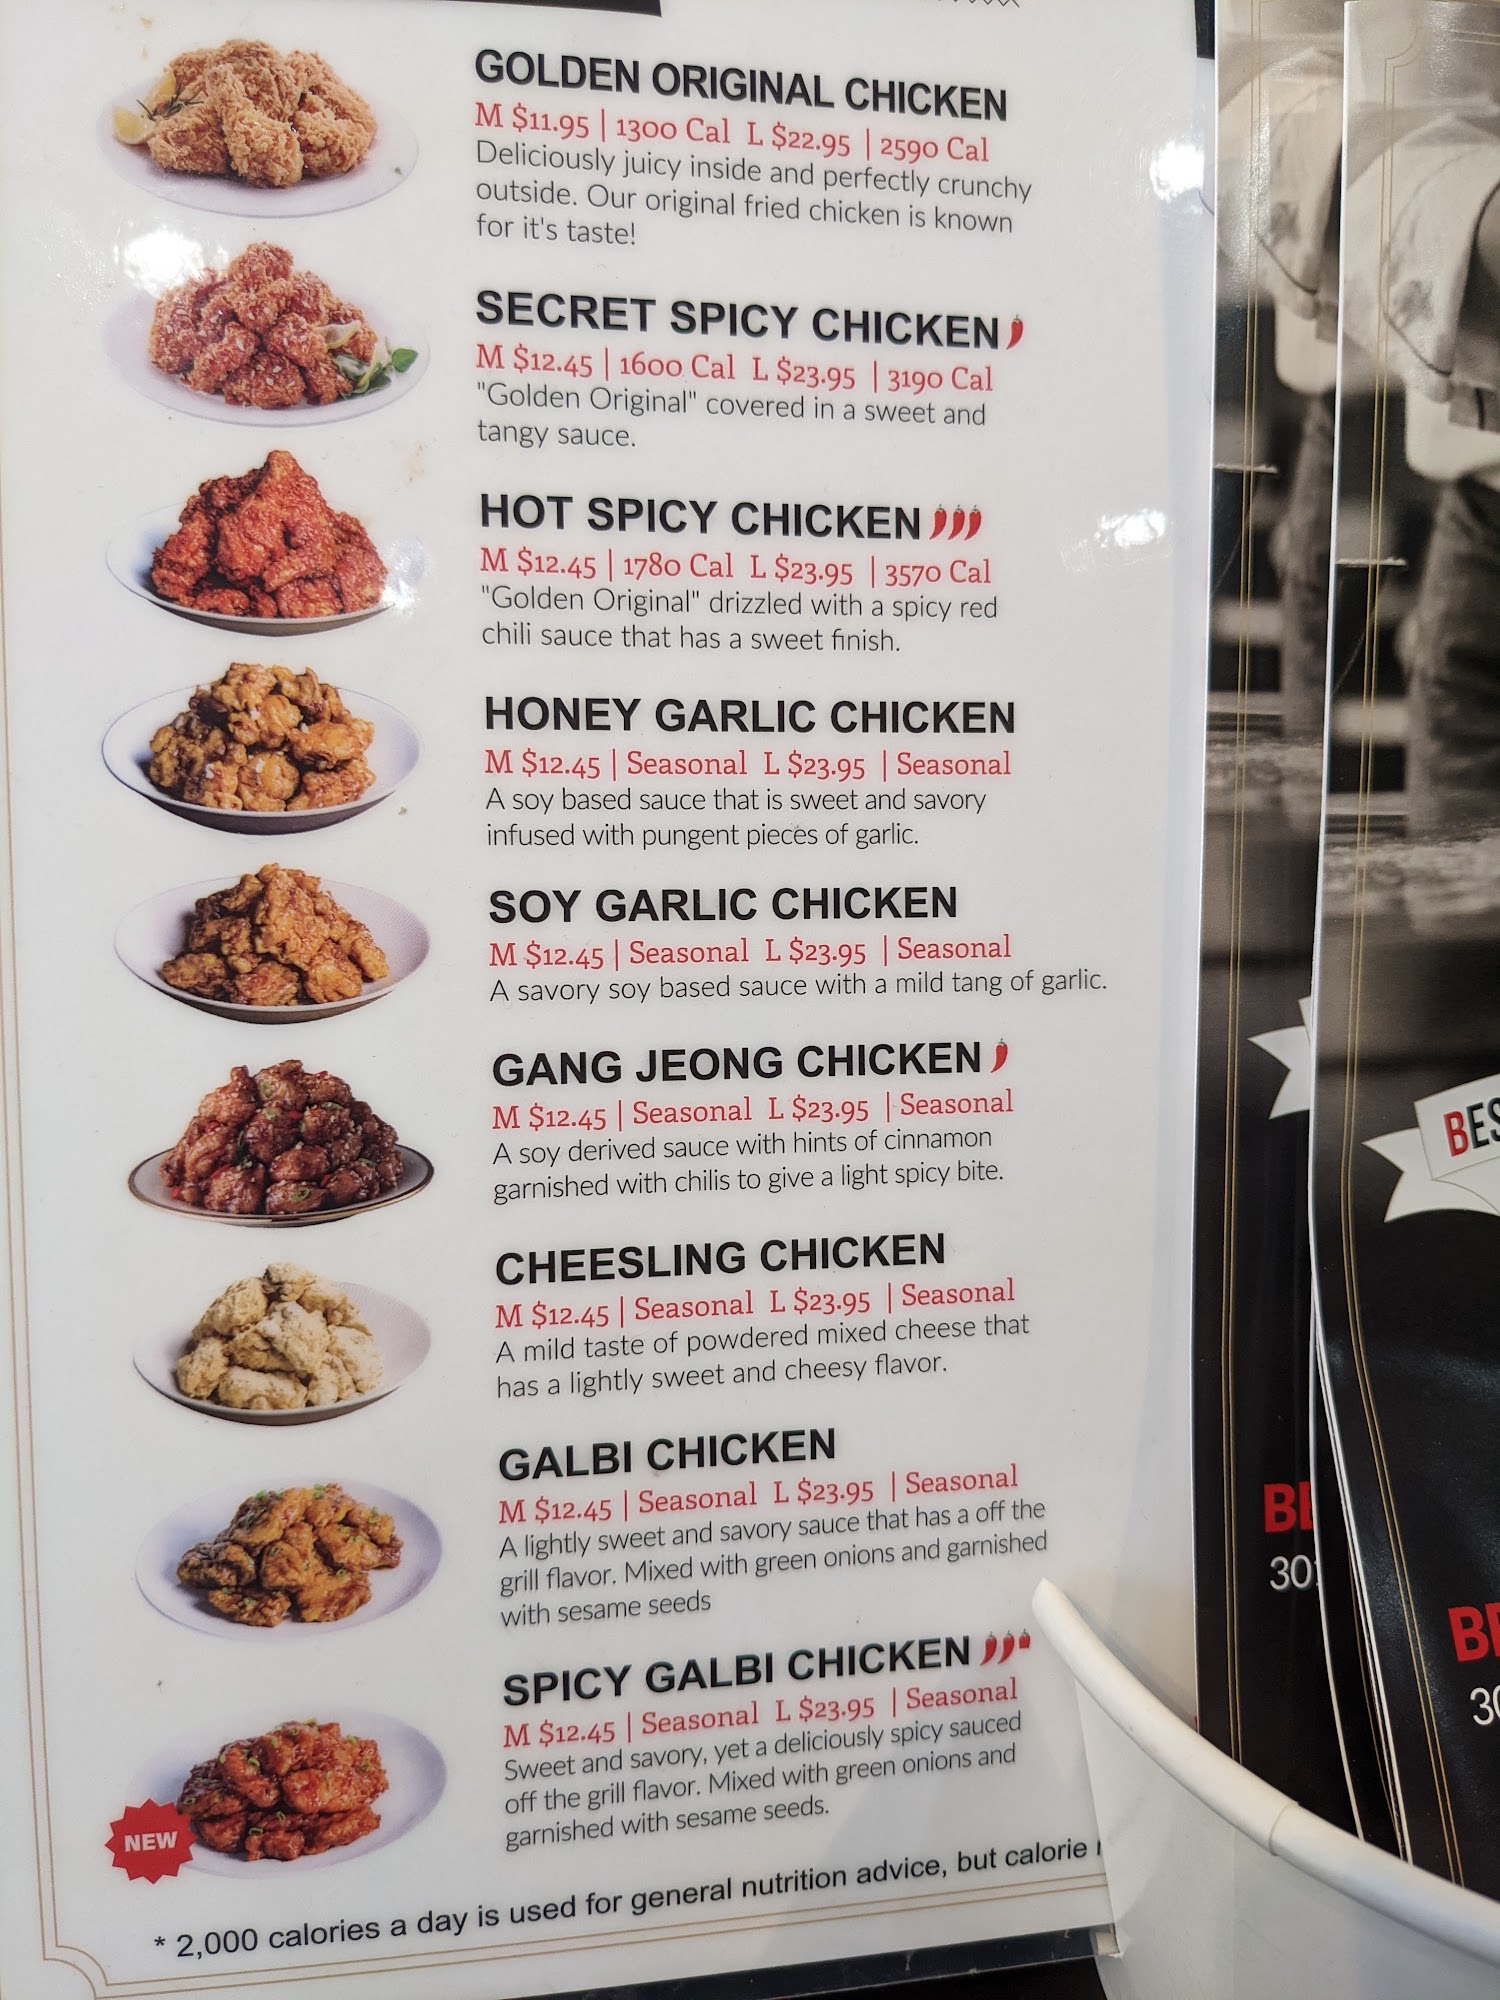 GOLDEN ORIGINAL CHICKEN
M $11.95 | 1300 Cal L $22.95 | 2590 Cal
Deliciously juicy inside and perfectly crunchy
outside. Our original fried chicken is known
for it's taste!
SECRET SPICY CHICKEN
M $12.45 | 1600 Cal L $23.95 | 3190 Cal
"Golden Original" covered in a sweet and
tangy sauce.
HOT SPICY CHICKEN
M $12.45 | 1780 Cal L $23.95 | 3570 Cal
"Golden Original" drizzled with a spicy red
chili sauce that has a sweet finish.
HONEY GARLIC CHICKEN
M $12.45 | Seasonal L $23.95 | Seasonal
A soy based sauce that is sweet and savory
infused with pungent pieces of garlic.
SOY GARLIC CHICKEN
M $12.45 | Seasonal L $23.95 | Seasonal
A savory soy based sauce with a mild tang of garlic.
GANG JEONG CHICKEN
M $12.45 | Seasonal L $23.95 | Seasonal
A soy derived sauce with hints of cinnamon
garnished with chilis to give a light spicy bite.
CHEESLING CHICKEN
M $12.45 | Seasonal L $23.95 | Seasonal
A mild taste of powdered mixed cheese that
has a lightly sweet and cheesy flavor.
GALBI CHICKEN
M $12.45 | Seasonal L $23.95 | Seasonal
A lightly sweet and savory sauce that has a off the
grill flavor. Mixed with green onions and garnished
with sesame seeds
SPICY GALBI CHICKEN
M $12.45 | Seasonal L $23.95 | Seasonal
Sweet and savory, yet a deliciously spicy sauced
off the grill flavor. Mixed with green onions and
garnished with sesame seeds.
NEW
* 2,000 calories a day is used for general nutrition advice, but calorie